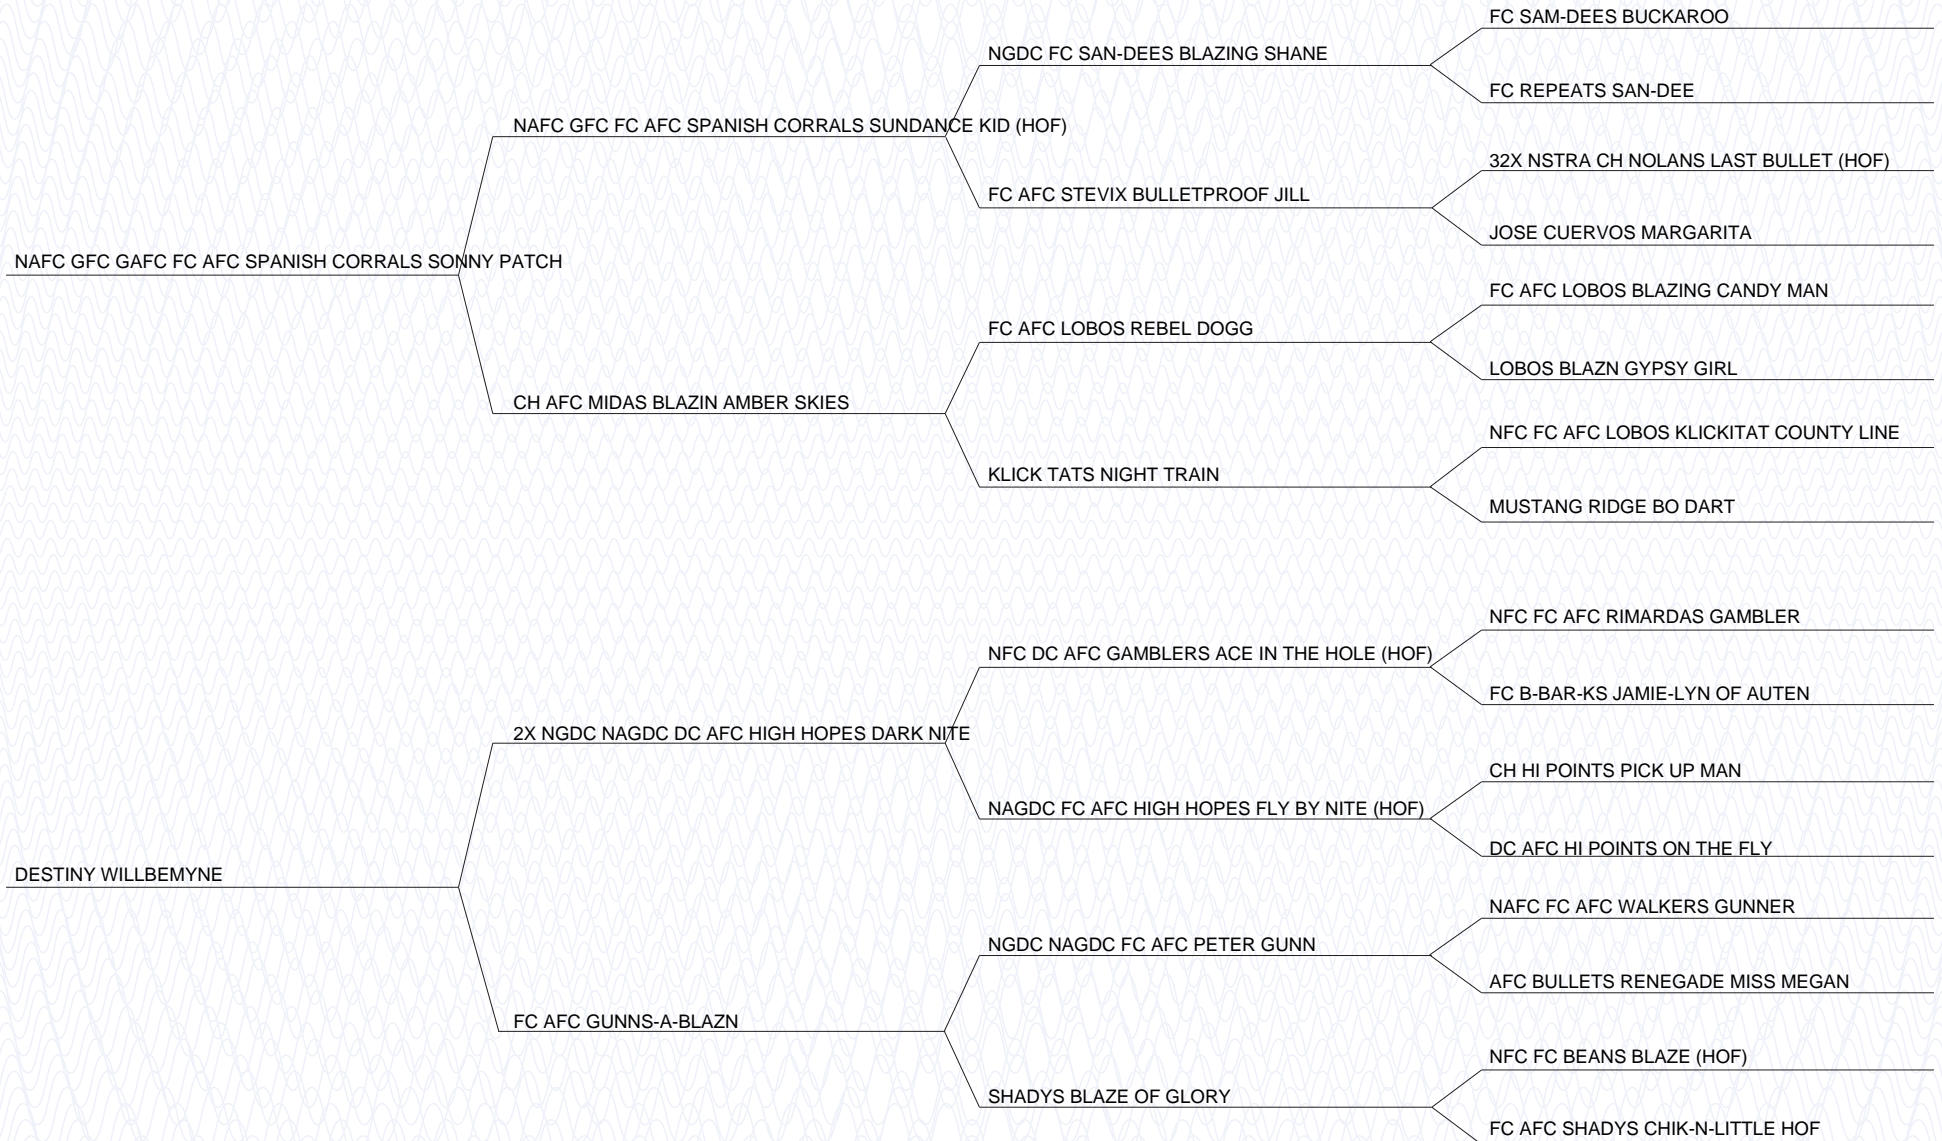 FC SAM-DEES BUCKAROO
NGDC FC SAN-DEES BLAZING SHANE
FC REPEATS SAN-DEE
NAFC GFC FC AFC SPANISH CORRALS SUNDANCE KID (HOF)
32X NSTRA CH NOLANS LAST BULLET (HOF)
FC AFC STEVIX BULLETPROOF JILL
JOSE CUERVOS MARGARITA
NAFC GFC GAFC FC AFC SPANISH CORRALS SONNY PATCH
FC AFC LOBOS BLAZING CANDY MAN
FC AFC LOBOS REBEL DOGG
LOBOS BLAZN GYPSY GIRL
CH AFC MIDAS BLAZIN AMBER SKIES
NFC FC AFC LOBOS KLICKITAT COUNTY LINE
KLICK TATS NIGHT TRAIN
MUSTANG RIDGE BO DART
NFC FC AFC RIMARDAS GAMBLER
NFC DC AFC GAMBLERS ACE IN THE HOLE (HOF)
FC B-BAR-KS JAMIE-LYN OF AUTEN
2X NGDC NAGDC DC AFC HIGH HOPES DARK NITE
CH HI POINTS PICK UP MAN
NAGDC FC AFC HIGH HOPES FLY BY NITE (HOF)
DC AFC HI POINTS ON THE FLY
DESTINY WILLBEMYNE
NAFC FC AFC WALKERS GUNNER
NGDC NAGDC FC AFC PETER GUNN
AFC BULLETS RENEGADE MISS MEGAN
FC AFC GUNNS-A-BLAZN
NFC FC BEANS BLAZE (HOF)
SHADYS BLAZE OF GLORY
FC AFC SHADYS CHIK-N-LITTLE HOF